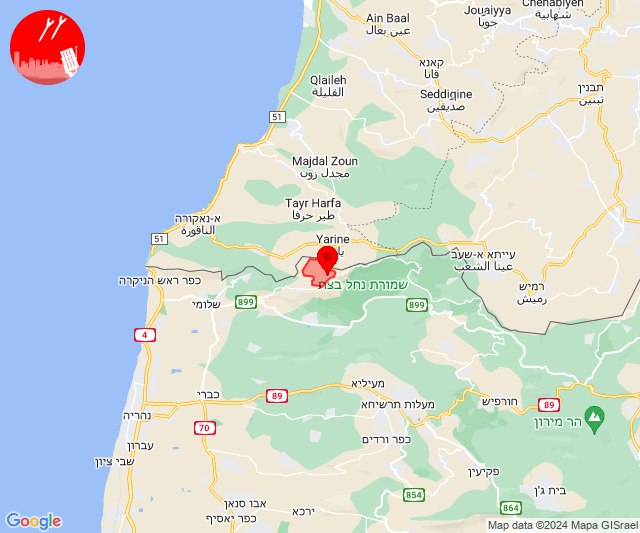 Chehabiyeh
شهابية
Jouaiyya
جويا
Ain Baal
عين بعال
קאנא
قانا
Qlaileh
القليلة
Seddiqine
صديقين
תבנין
تبنين
51
Majdal Zoun
مجدل زون
Tayr Harfa
طير حرفا
א-נאקורה
الناقورة
51
Yarine
עייתא א-שעב
عيتا الشعب
כפר ראש הניקרה
שמורת נחל בצת
רמיש
رميش
899
שלומי
899
4
מעיליא
כברי
89
נהריה
מעלות תרשיחא
חורפיש
89
70
הר מירון
כפר ורדים
עברון
שבי ציון
פקיעין
בית ג'ן
854
אבו סנאן
ירכא
864
כפר יאסיף
Google
Map data ©2024 Mapa GISrael